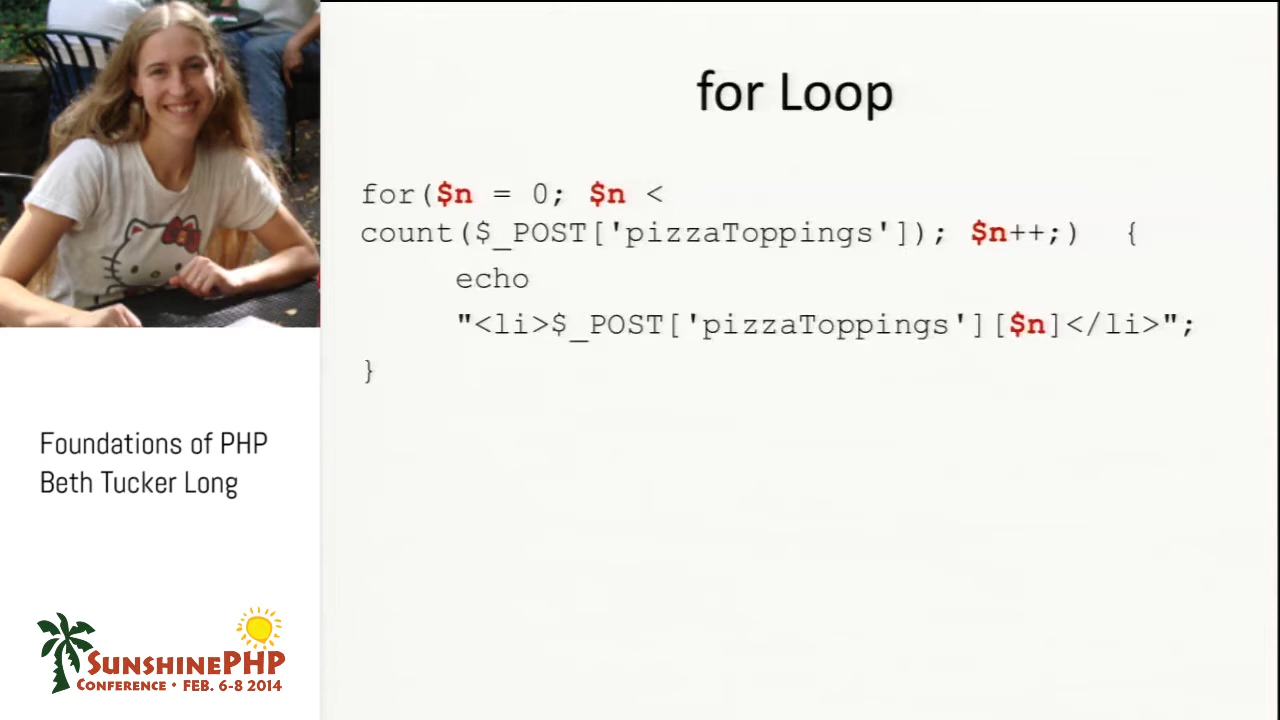 for Loop
for($n = 0; $n <
count($_POST['pizzaToppings']); $n++;) {
echo
"<li>$_POST['pizzaToppings'][$n]</li>";
}
Foundations of PHP
Beth Tucker Long
SUNSHINEPHP
CONFERENCE • FEB. 6-8 2014